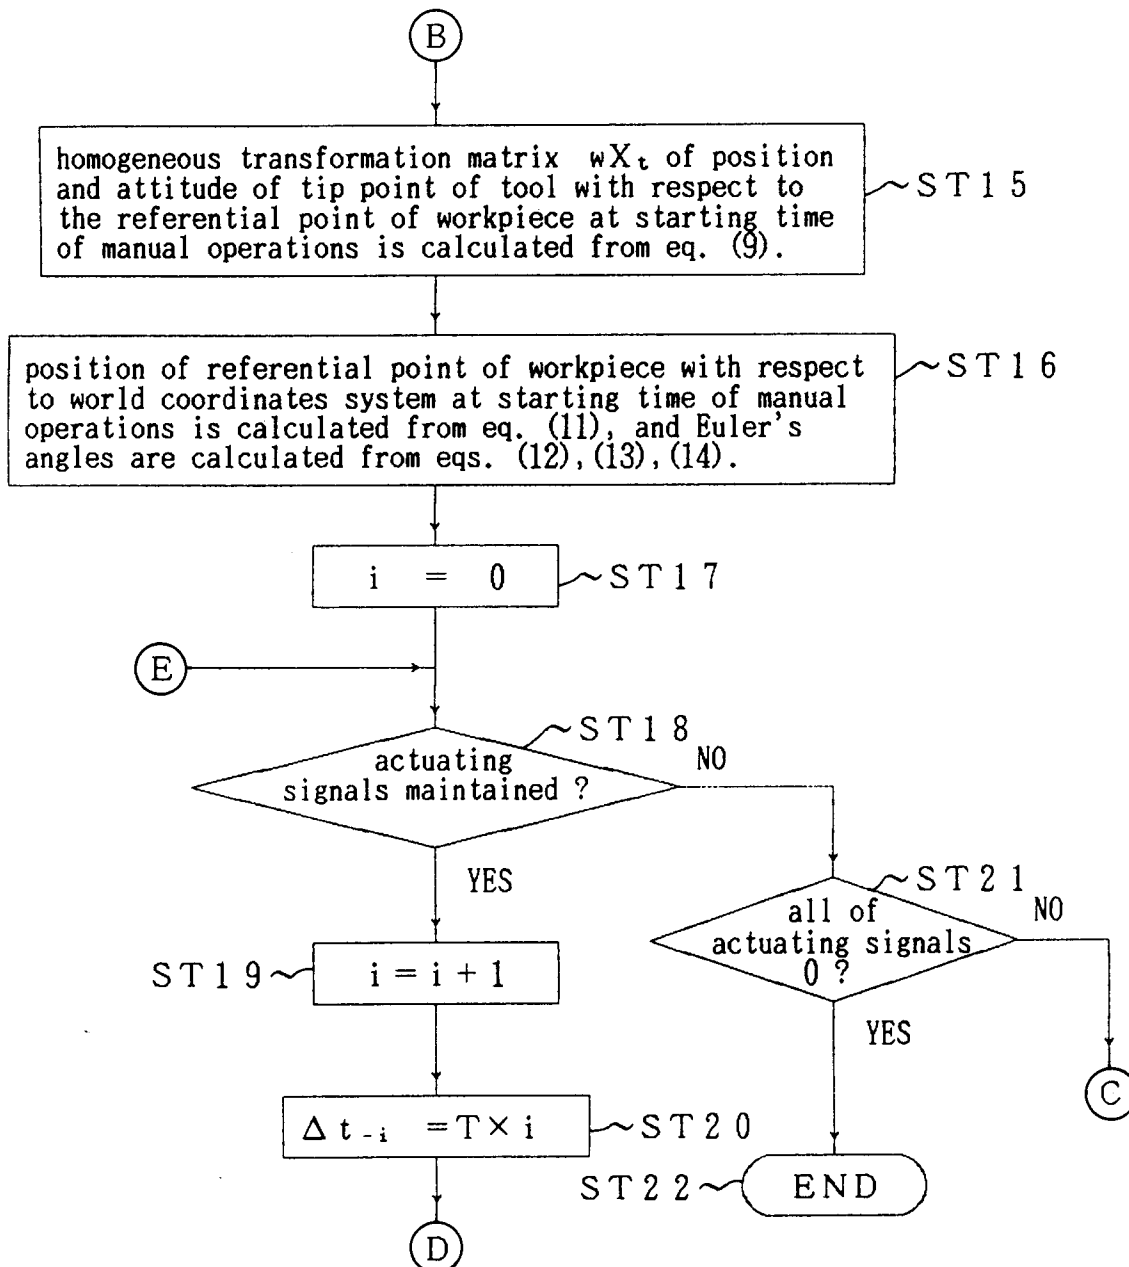 B
homogeneous transformation matrix wXt of position
and attitude of tip point of tool with respect to
the referential point of workpiece at starting time
of manual operations is calculated from eq. (9).
ST15
position of referential point of workpiece with respect
to world coordinates system at starting time of manual
operations is calculated from eq. (11), and Euler's
angles are calculated from eqs. (12), (13), (14).
ST16
i = 0
ST17
E
ST18
actuating
signals maintained ?
NO
YES
ST21
all of
actuating signals
0 ?
NO
YES
ST19
i = i + 1
C
Δt-i = T × i
ST20
ST22
END
D